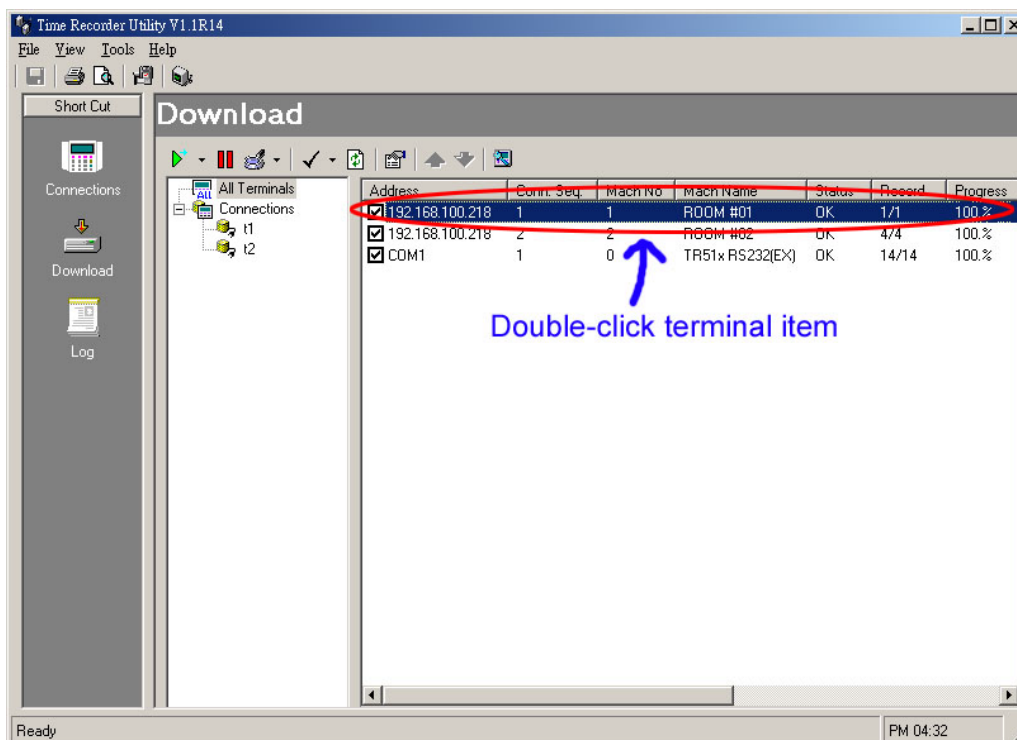 Time Recorder Utility V1.1R14
File View Tools Help
Short Cut
Download
Connections
Download
Log
All Terminals
ALL
Connections
t1
t2
Address Conn. Seq. Mach No Mach Name Status Record Progress
192.168.100.218 1 1 ROOM #01 OK 1/1 100.%
192.168.100.218 2 2 ROOM #02 OK 4/4 100.%
COM1 1 0 TR51x RS232(EX) OK 14/14 100.%
Double-click terminal item
Ready PM 04:32